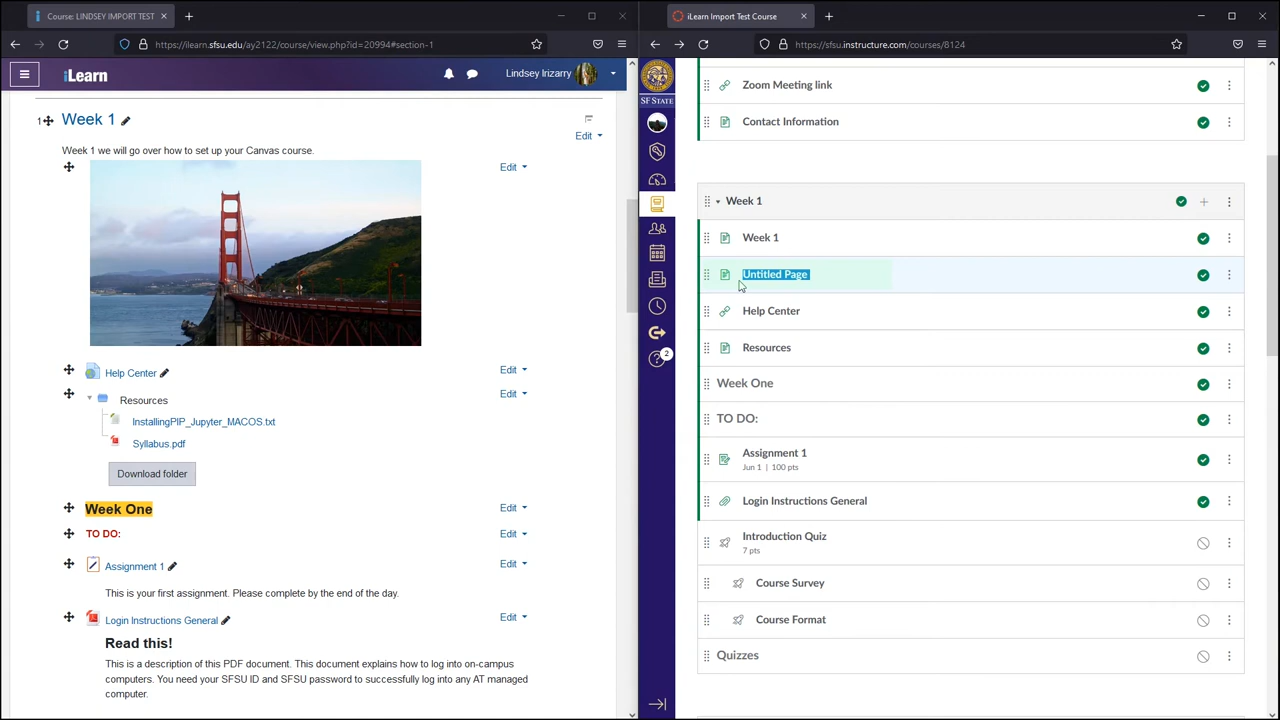 Course: LINDSEY IMPORT TEST
https://ilearn.sfsu.edu/ay2122/course/view.php?id=20994#section-1
iLearn
Lindsey Irizarry
1
Week 1
Edit
Week 1 we will go over how to set up your Canvas course.
Edit
Help Center
Edit
Resources
Edit
InstallingPIP_Jupyter_MACOS.txt
Syllabus.pdf
Download folder
Week One
Edit
TO DO:
Edit
Assignment 1
Edit
This is your first assignment. Please complete by the end of the day.
Login Instructions General
Edit
Read this!
This is a description of this PDF document. This document explains how to log into on-campus
computers. You need your SFSU ID and SFSU password to successfully log into any AT managed
computer.
iLearn Import Test Course
https://sfsu.instructure.com/courses/8124
SF STATE
2
Zoom Meeting link
Contact Information
Week 1
Week 1
Untitled Page
Help Center
Resources
Week One
TO DO:
Assignment 1
Jun 1 | 100 pts
Login Instructions General
Introduction Quiz
7 pts
Course Survey
Course Format
Quizzes